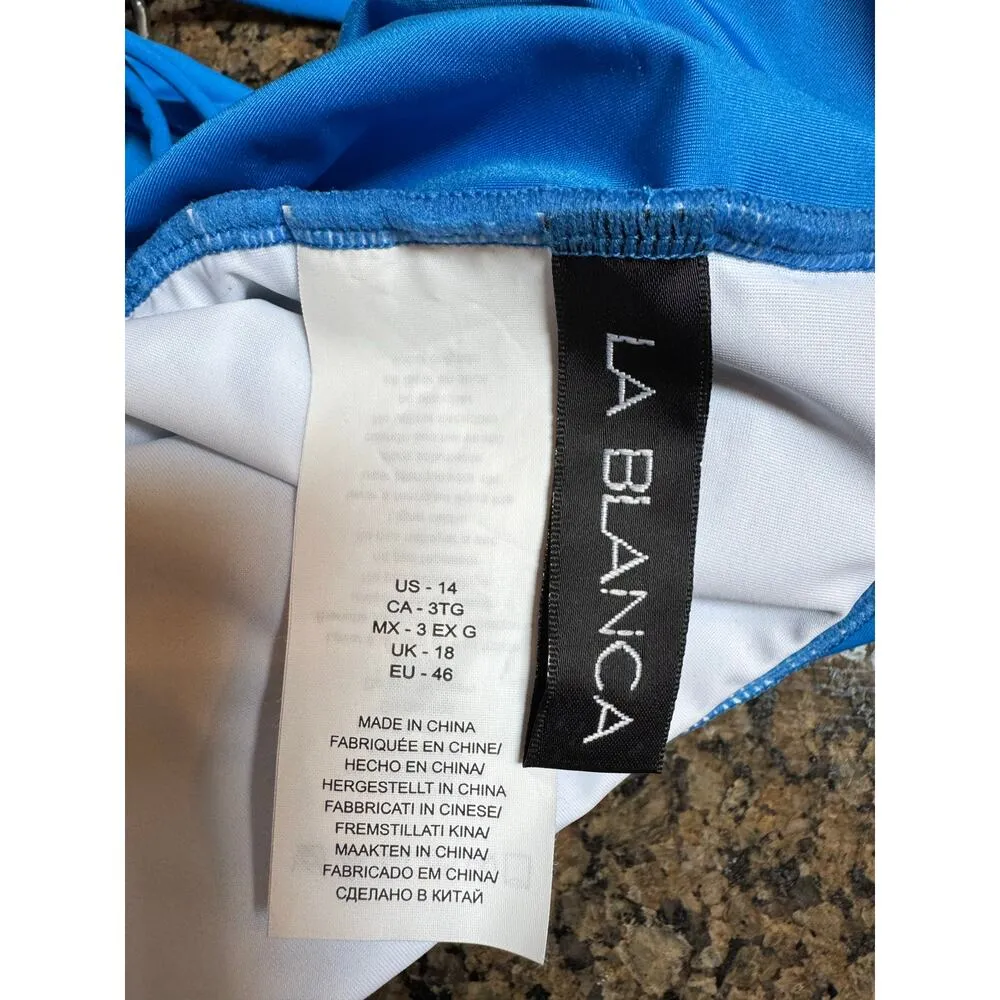 US - 14
CA - 3TG
MX - 3 EX G
UK - 18
EU - 46
MADE IN CHINA
FABRIQUÉE EN CHINE/
HECHO EN CHINA/
HERGESTELLT IN CHINA
FABBRICATI IN CINESE/
FREMSTILLATI KINA/
MAAKTEN IN CHINA/
FABRICADO EM CHINA/
СДЕЛАНО В КИТАЙ
LA BLANCA